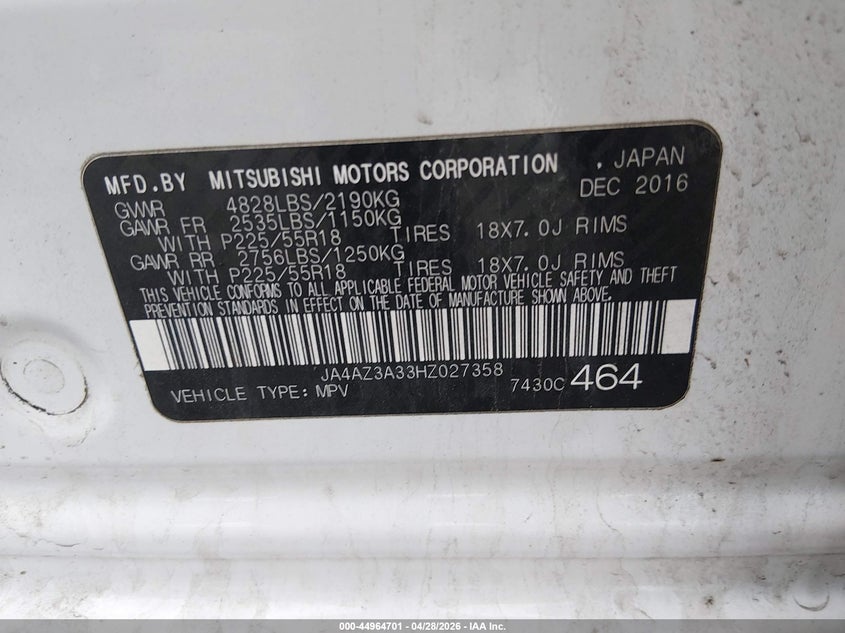 MFD.BY MITSUBISHI MOTORS CORPORATION . JAPAN
GVWR 4828LBS/2190KG DEC 2016
GAWR FR 2535LBS/1150KG
WITH P225/55R18 TIRES 18X7.0J RIMS
GAWR RR 2756LBS/1250KG
WITH P225/55R18 TIRES 18X7.0J RIMS
THIS VEHICLE CONFORMS TO ALL APPLICABLE FEDERAL MOTOR VEHICLE SAFETY AND THEFT
PREVENTION STANDARDS IN EFFECT ON THE DATE OF MANUFACTURE SHOWN ABOVE.
JA4AZ3A33HZ027358
VEHICLE TYPE: MPV 7430C 464
000-44964701 - 04/28/2026 - IAA Inc.